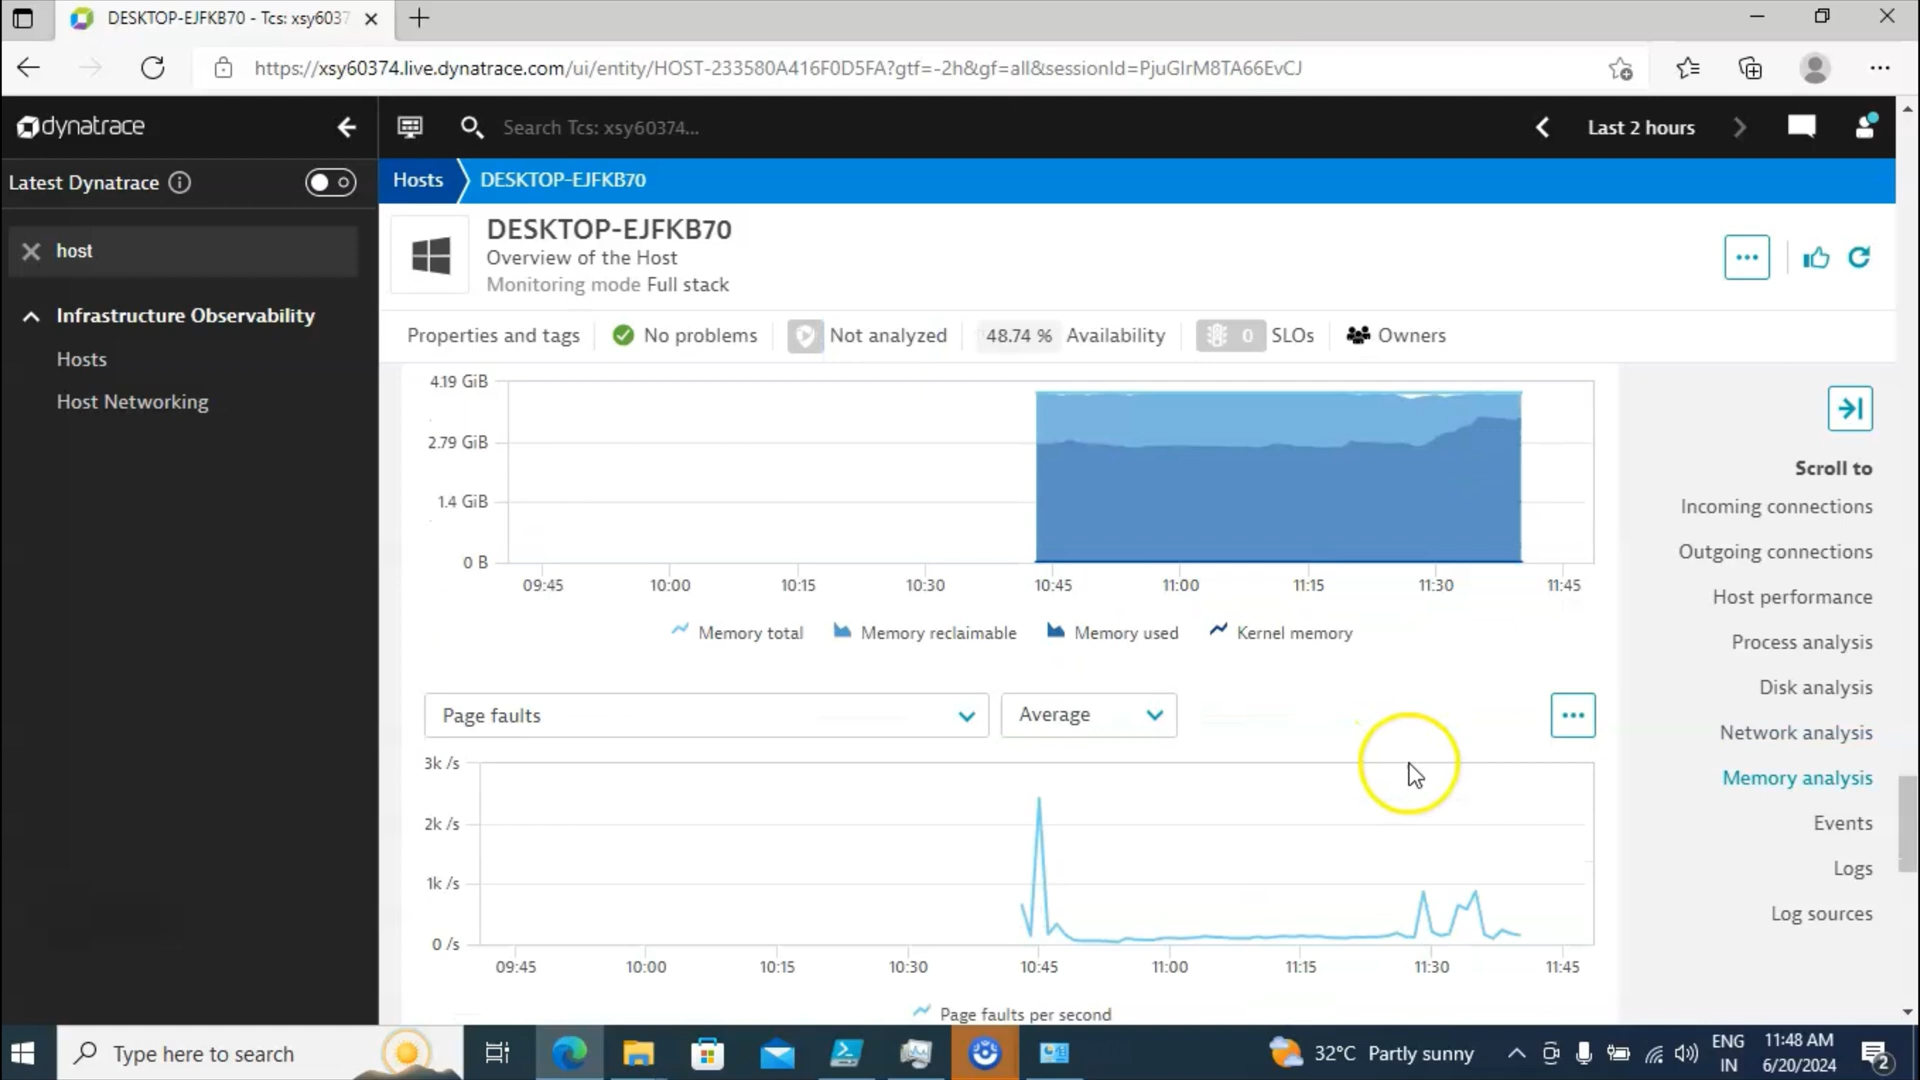 DESKTOP-EJFKB70 - Tcs: xsy6037
https://xsy60374.live.dynatrace.com/ui/entity/HOST-233580A416F0D5FA?gtf=-2h&gf=all&sessionId=PjuGIrM8TA66EvCJ
dynatrace
Search Tcs: xsy60374...
Last 2 hours
Latest Dynatrace
Hosts
DESKTOP-EJFKB70
host
DESKTOP-EJFKB70
Overview of the Host
Monitoring mode Full stack
Infrastructure Observability
Hosts
Host Networking
Properties and tags
No problems
Not analyzed
48.74 % Availability
0 SLOs
Owners
4.19 GiB
2.79 GiB
1.4 GiB
0 B
09:45 10:00 10:15 10:30 10:45 11:00 11:15 11:30 11:45
Memory total Memory reclaimable Memory used Kernel memory
Page faults
Average
3k /s
2k /s
1k /s
0 /s
09:45 10:00 10:15 10:30 10:45 11:00 11:15 11:30 11:45
Page faults per second
Scroll to
Incoming connections
Outgoing connections
Host performance
Process analysis
Disk analysis
Network analysis
Memory analysis
Events
Logs
Log sources
Type here to search
32°C Partly sunny
ENG
IN
11:48 AM
6/20/2024
2